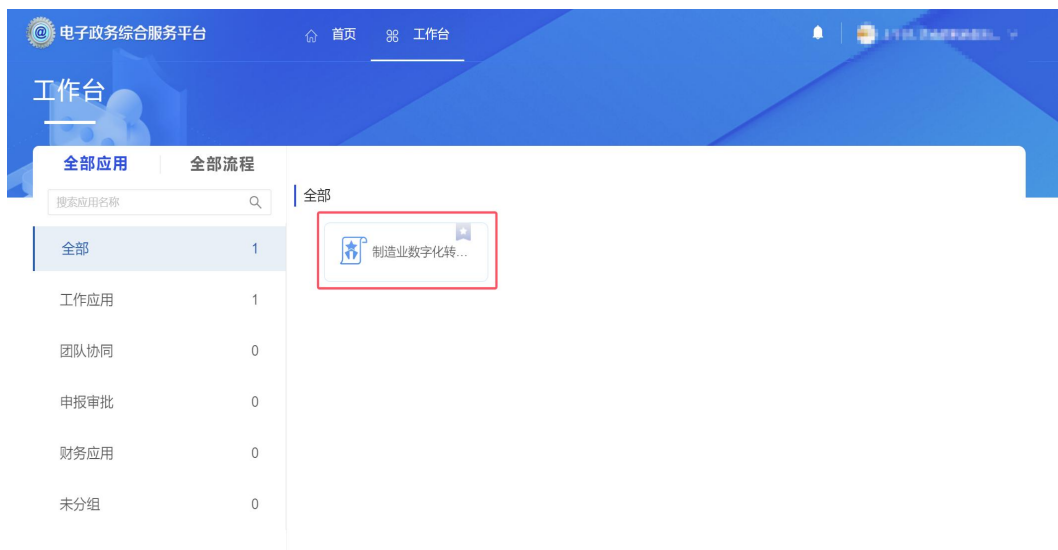 电子政务综合服务平台 首页 工作台
工作台
全部应用 全部流程
搜索应用名称
全部
全部 1
制造业数字化转...
工作应用 1
团队协同 0
申报审批 0
财务应用 0
未分组 0